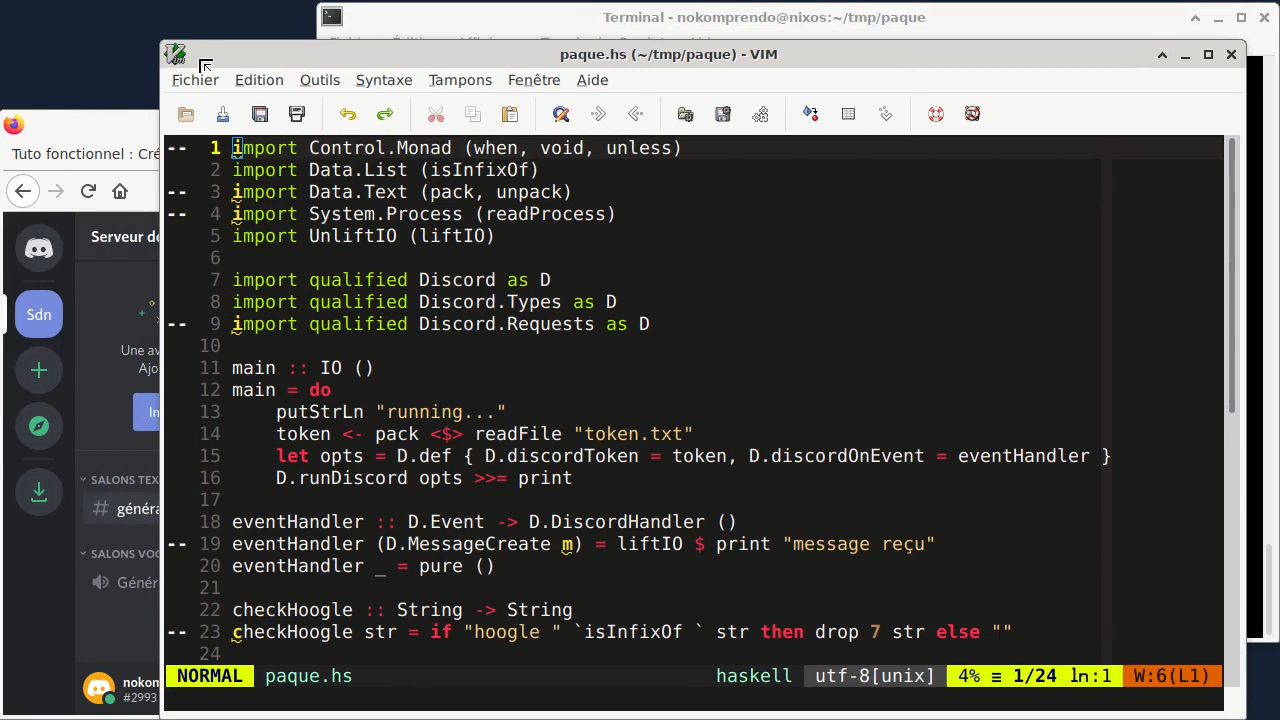 Terminal - nokomprendo@nixos:~/tmp/paque
paque.hs (~/tmp/paque) - VIM
Fichier Edition Outils Syntaxe Tampons Fenêtre Aide
-- 1 import Control.Monad (when, void, unless)
2 import Data.List (isInfixOf)
-- 3 import Data.Text (pack, unpack)
-- 4 import System.Process (readProcess)
5 import UnliftIO (liftIO)
6
7 import qualified Discord as D
8 import qualified Discord.Types as D
-- 9 import qualified Discord.Requests as D
10
11 main :: IO ()
12 main = do
13 putStrLn "running..."
14 token <- pack <$> readFile "token.txt"
15 let opts = D.def { D.discordToken = token, D.discordOnEvent = eventHandler }
16 D.runDiscord opts >>= print
17
18 eventHandler :: D.Event -> D.DiscordHandler ()
-- 19 eventHandler (D.MessageCreate m) = liftIO $ print "message reçu"
20 eventHandler _ = pure ()
21
22 checkHoogle :: String -> String
-- 23 checkHoogle str = if "hoogle " `isInfixOf ` str then drop 7 str else ""
24
NORMAL paque.hs haskell utf-8[unix] 4% ≡ 1/24 ln:1 W:6(L1)
Tuto fonctionnel : Cré
Serveur de
Sdn
Une av
Ajo
In
SALONS TEX
# généra
SALONS VOC
Génér
nokom
#2993